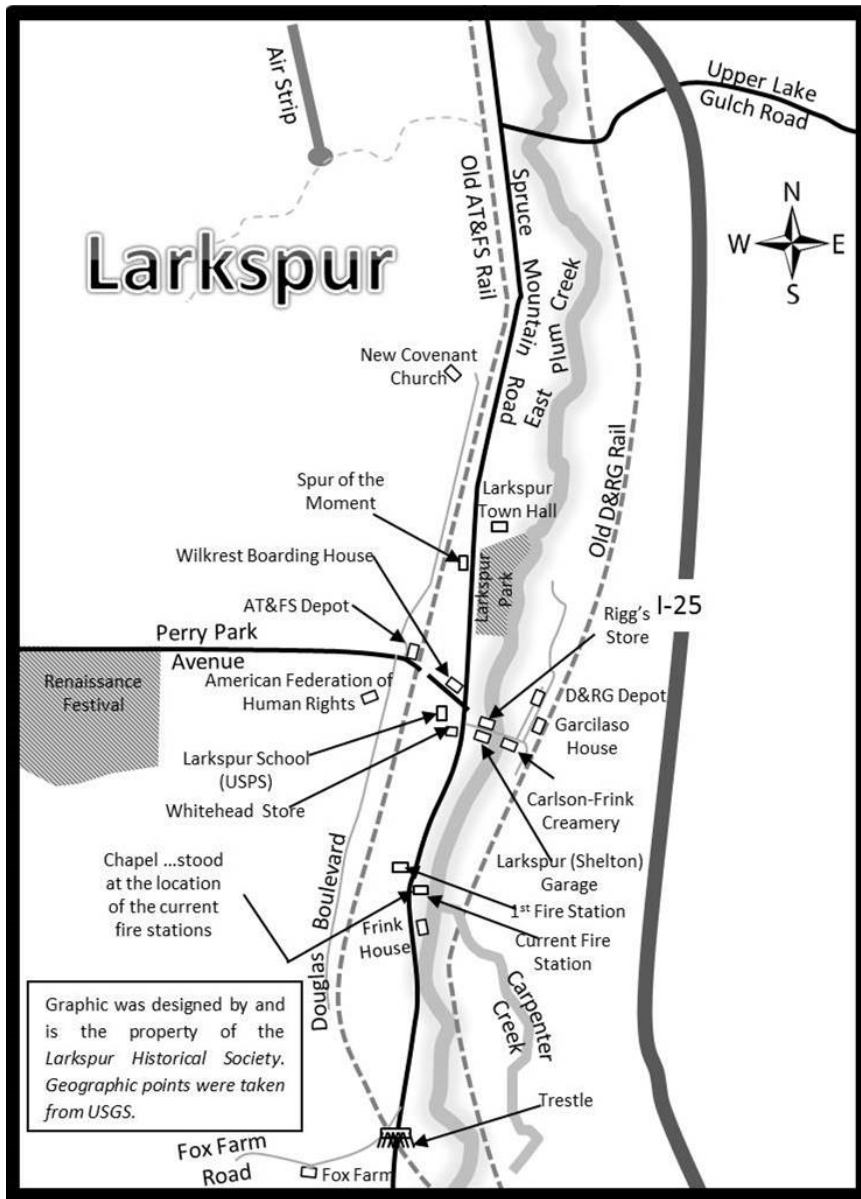 Air Strip
Upper Lake
Gulch Road
Larkspur
N
W E
S
Old AT&FS Rail
Spruce Mountain Road
East Plum Creek
New Covenant
Church
Spur of the
Moment
Larkspur
Town Hall
Old D&RG Rail
Wilkrest Boarding House
Larkspur
Park
I-25
AT&FS Depot
Rigg's
Store
Perry Park
Avenue
Renaissance
Festival
American Federation of
Human Rights
D&RG Depot
Garcilaso
House
Larkspur School
(USPS)
Whitehead Store
Carlson-Frink
Creamery
Larkspur (Shelton)
Garage
Chapel ...stood
at the location
of the current
fire stations
Douglas Boulevard
1st Fire Station
Frink
House
Current Fire
Station
Carpenter
Creek
Graphic was designed by and
is the property of the
Larkspur Historical Society.
Geographic points were taken
from USGS.
Trestle
Fox Farm
Road
Fox Farm